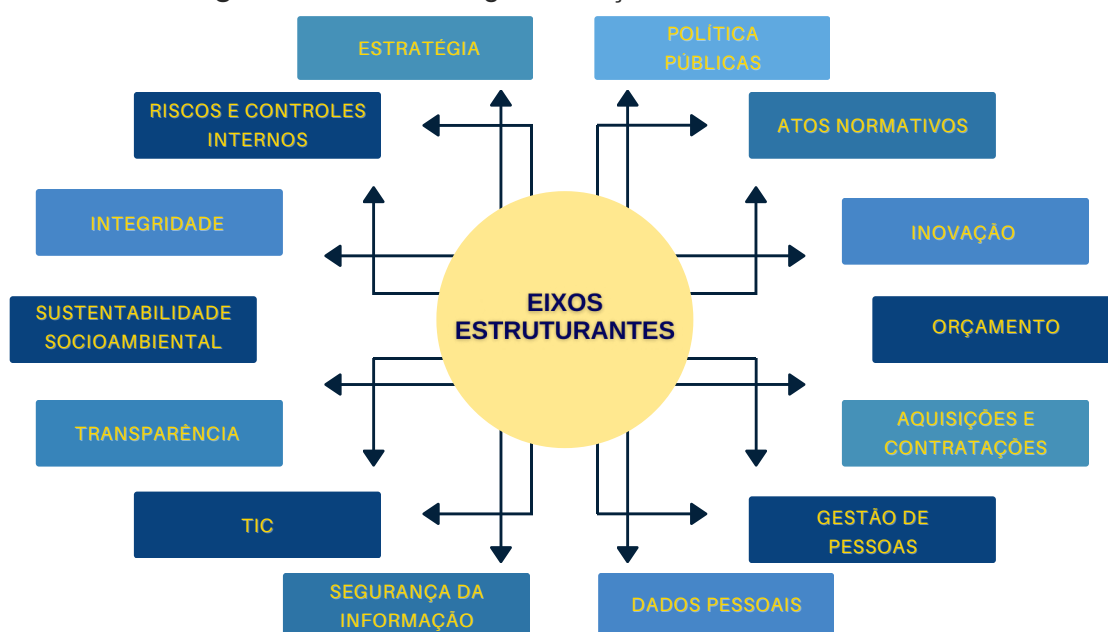 ESTRATÉGIA
POLÍTICA
PÚBLICAS
RISCOS E CONTROLES
INTERNOS
ATOS NORMATIVOS
INTEGRIDADE
INOVAÇÃO
SUSTENTABILIDADE
SOCIOAMBIENTAL
EIXOS
ESTRUTURANTES
ORÇAMENTO
TRANSPARÊNCIA
AQUISIÇÕES E
CONTRATAÇÕES
TIC
GESTÃO DE
PESSOAS
SEGURANÇA DA
INFORMAÇÃO
DADOS PESSOAIS